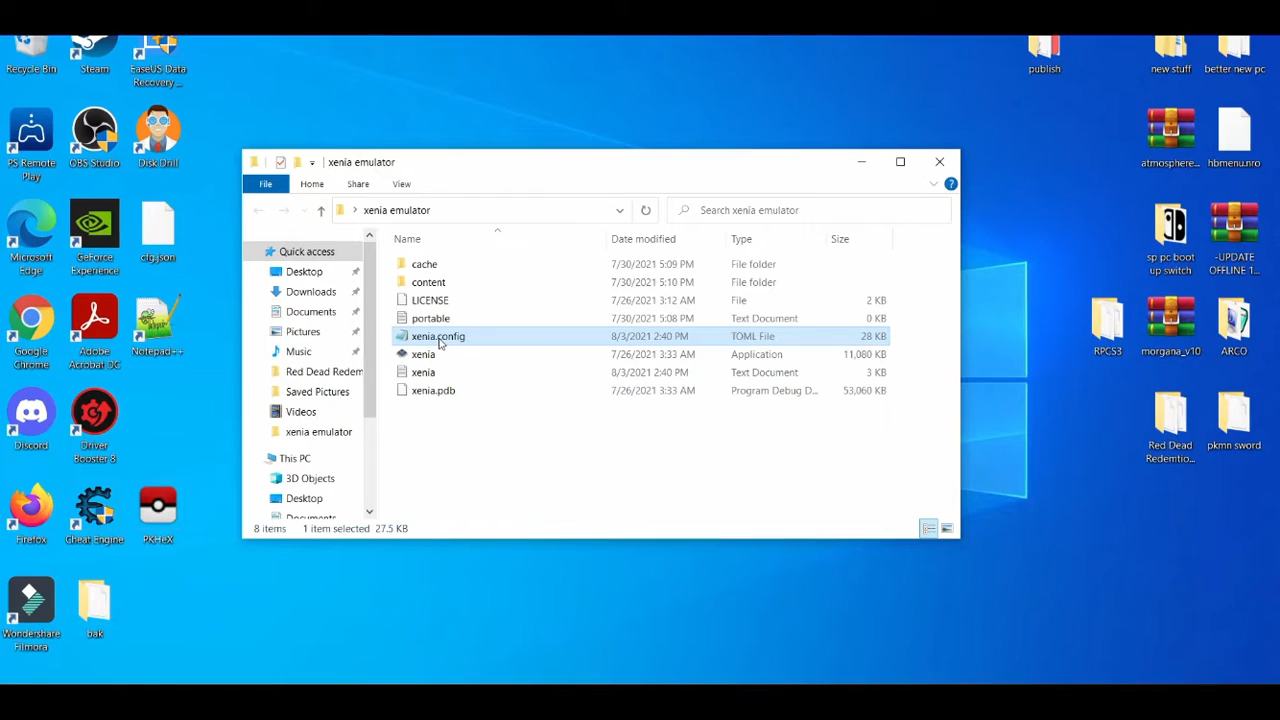 Recycle Bin
Steam
EaseUS Data
Recovery ...
publish
new stuff
better new pc
PS Remote
Play
OBS Studio
Disk Drill
atmosphere...
hbmenu.nro
xenia emulator
File
Home
Share
View
xenia emulator
Search xenia emulator
Microsoft
Edge
GeForce
Experience
cfg.json
Quick access
Desktop
Downloads
Documents
Pictures
Music
Red Dead Redem
Saved Pictures
Videos
xenia emulator
This PC
3D Objects
Desktop
Documents
Name
Date modified
Type
Size
cache
7/30/2021 5:09 PM
File folder
content
7/30/2021 5:10 PM
File folder
LICENSE
7/26/2021 3:12 AM
File
2 KB
portable
7/30/2021 5:08 PM
Text Document
0 KB
xenia.config
8/3/2021 2:40 PM
TOML File
28 KB
xenia
7/26/2021 3:33 AM
Application
11,080 KB
xenia
8/3/2021 2:40 PM
Text Document
3 KB
xenia.pdb
7/26/2021 3:33 AM
Program Debug D...
53,060 KB
8 items
1 item selected 27.5 KB
sp pc boot
up switch
-UPDATE
OFFLINE 1...
Google
Chrome
Adobe
Acrobat DC
Notepad++
RPCS3
morgana_v10
ARCO
Discord
Driver
Booster 8
Red Dead
Redemtio...
pkmn sword
Firefox
Cheat Engine
PKHeX
Wondershare
Filmora
bak